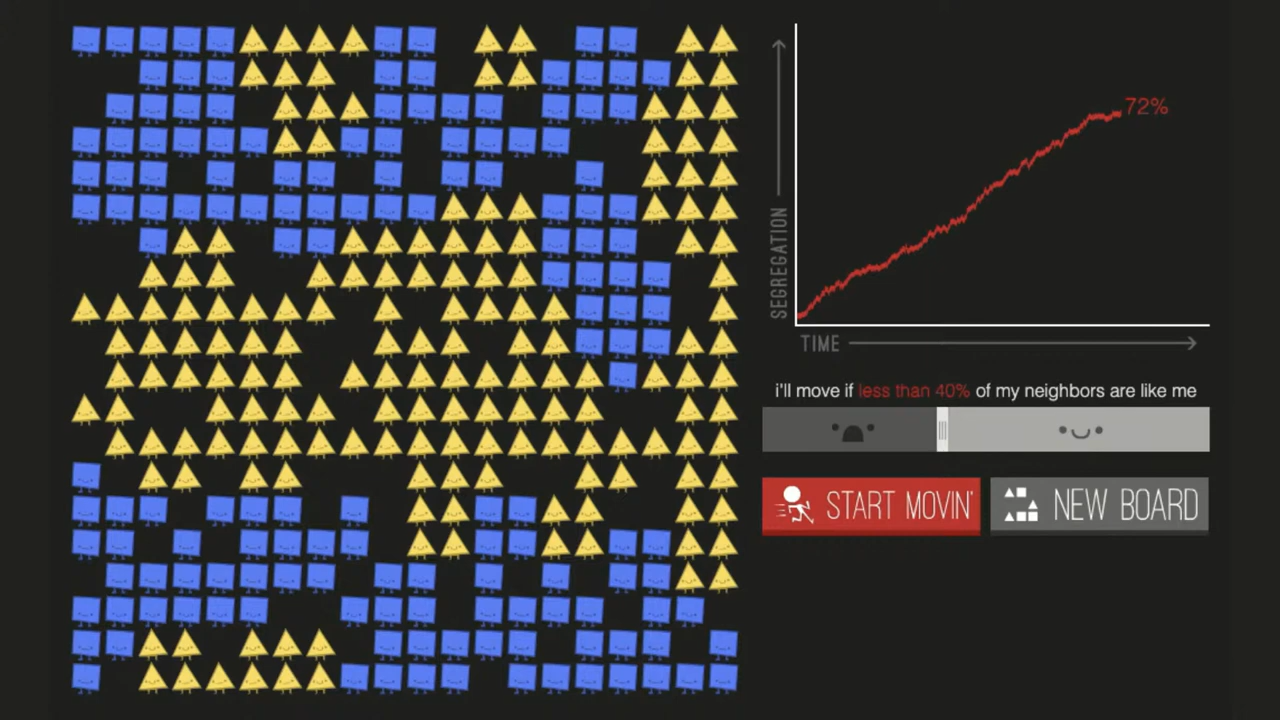 72%
SEGREGATION
TIME
i'll move if less than 40% of my neighbors are like me
START MOVIN'
NEW BOARD